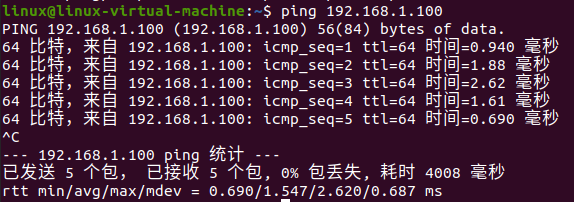 linux@linux-virtual-machine:~$ ping 192.168.1.100
PING 192.168.1.100 (192.168.1.100) 56(84) bytes of data.
64 比特，来自 192.168.1.100: icmp_seq=1 ttl=64 时间=0.940 毫秒
64 比特，来自 192.168.1.100: icmp_seq=2 ttl=64 时间=1.88 毫秒
64 比特，来自 192.168.1.100: icmp_seq=3 ttl=64 时间=2.62 毫秒
64 比特，来自 192.168.1.100: icmp_seq=4 ttl=64 时间=1.61 毫秒
64 比特，来自 192.168.1.100: icmp_seq=5 ttl=64 时间=0.690 毫秒
^C
--- 192.168.1.100 ping 统计 ---
已发送 5 个包， 已接收 5 个包，0% 包丢失，耗时 4008 毫秒
rtt min/avg/max/mdev = 0.690/1.547/2.620/0.687 ms